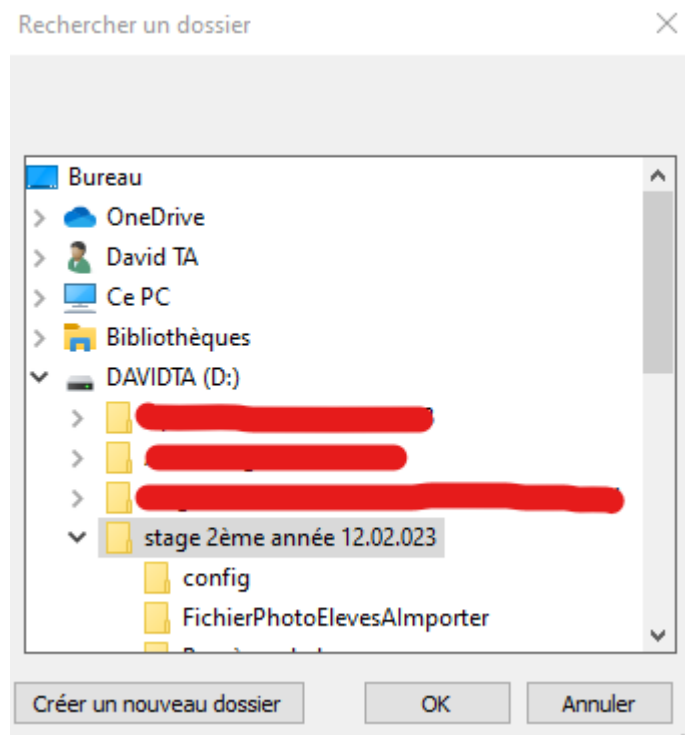 Rechercher un dossier
Bureau
OneDrive
David TA
Ce PC
Bibliothèques
DAVIDTA (D:)
stage 2ème année 12.02.023
config
FichierPhotoElevesAImporter
Créer un nouveau dossier
OK
Annuler